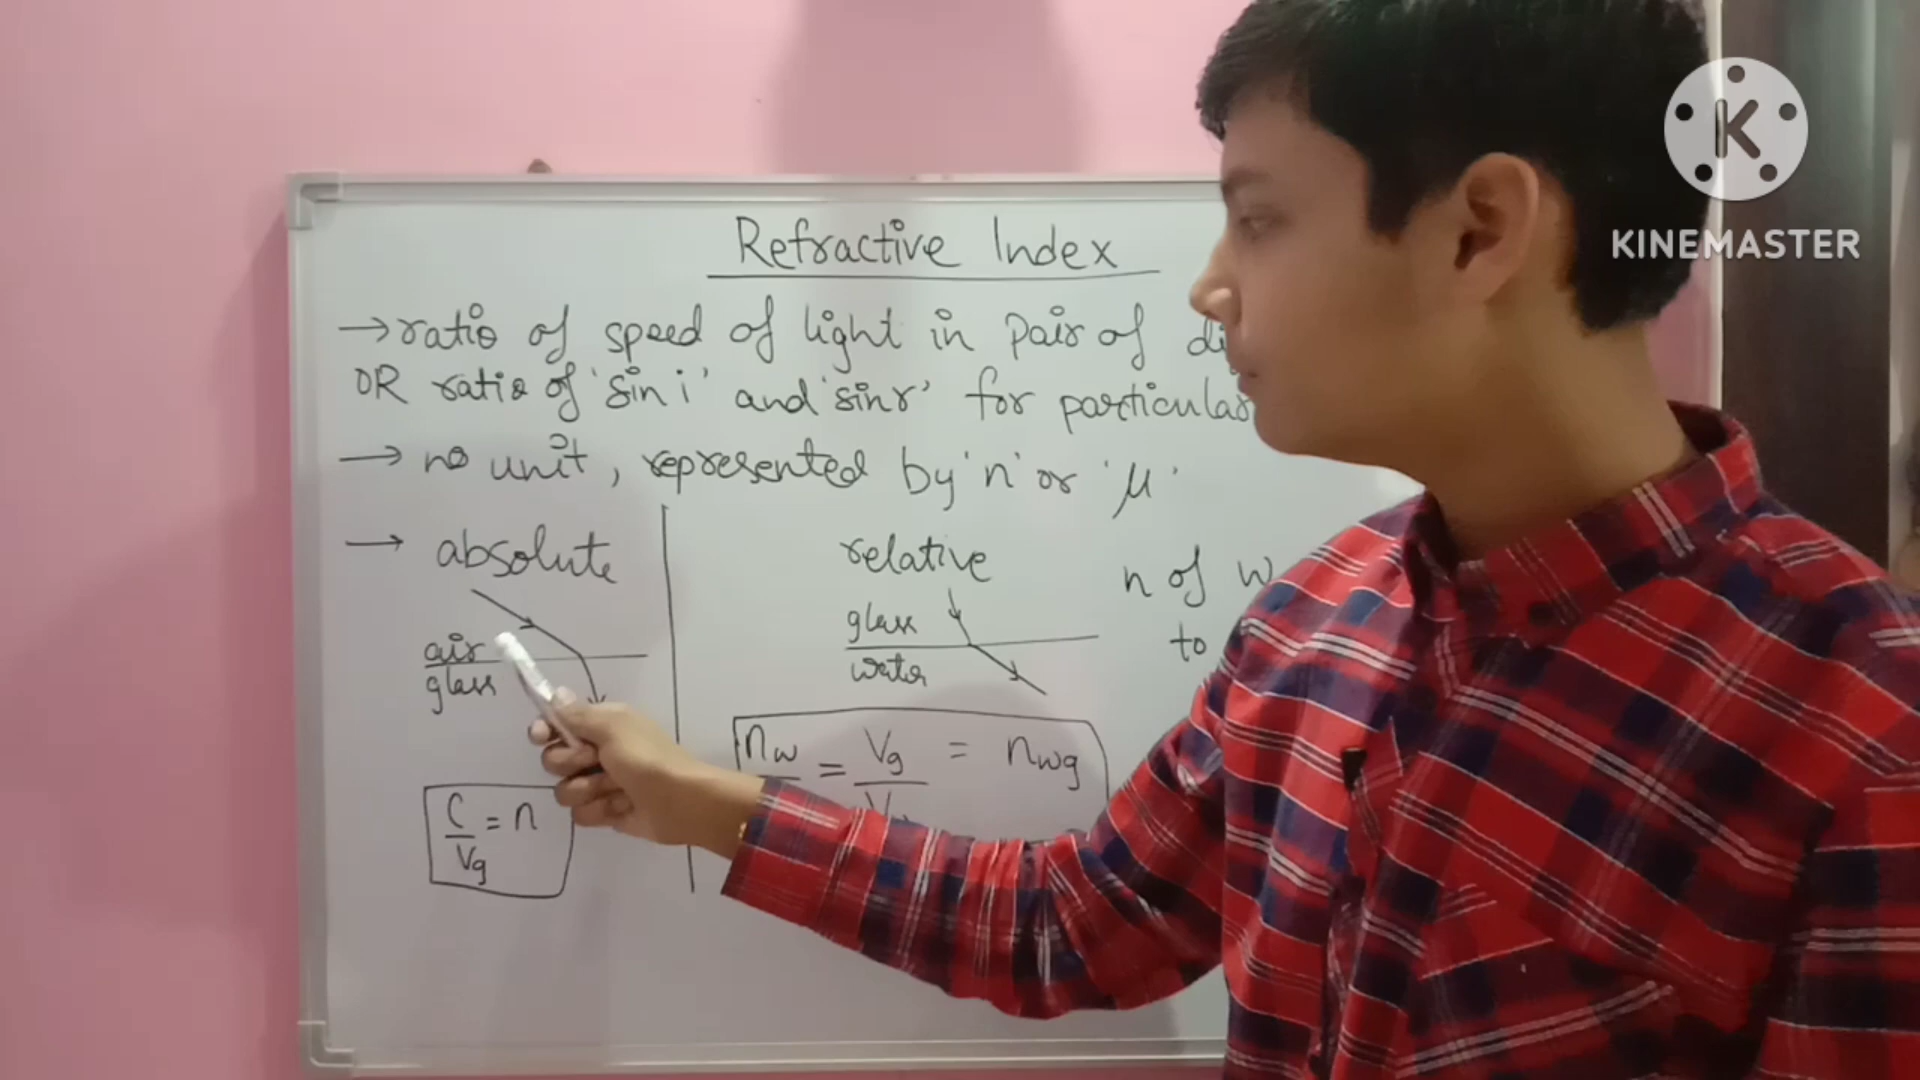 Refractive Index
→ ratio of speed of light in pair of
OR ratio of 'sin i' and 'sin r' for particular
→ no unit, represented by 'n' or 'μ'
→ absolute
air
glass
C/Vg = n
relative
glass
water
nw = Vg = nwg
n of
to
K
KINEMASTER